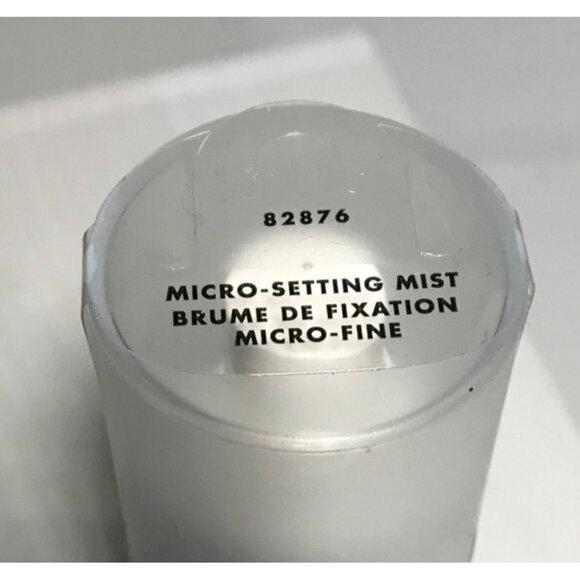 82876
MICRO-SETTING MIST
BRUME DE FIXATION
MICRO-FINE